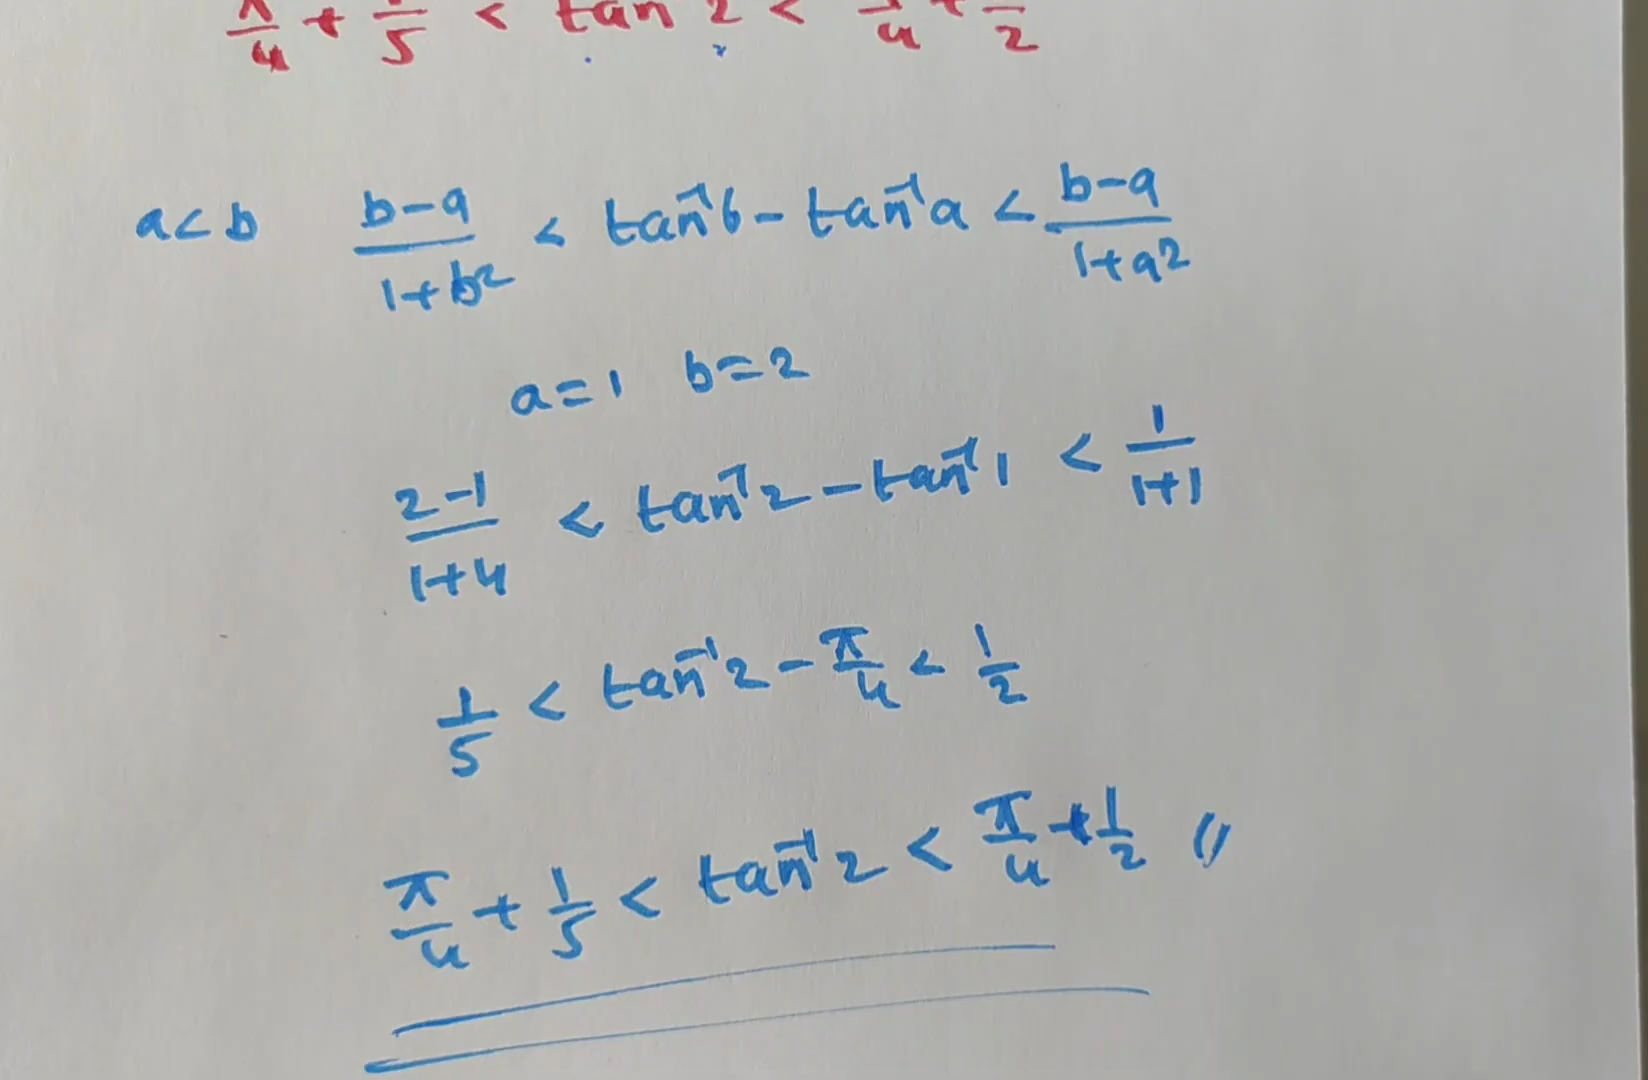 π/4 + 1/5 < tan 2 < π/4 + 1/2
a<b (b-a)/(1+b²) < tan⁻¹b - tan⁻¹a < (b-a)/(1+a²)
a=1 b=2
(2-1)/(1+4) < tan⁻¹2 - tan⁻¹1 < 1/(1+1)
1/5 < tan⁻¹2 - π/4 < 1/2
π/4 + 1/5 < tan⁻¹2 < π/4 + 1/2 //